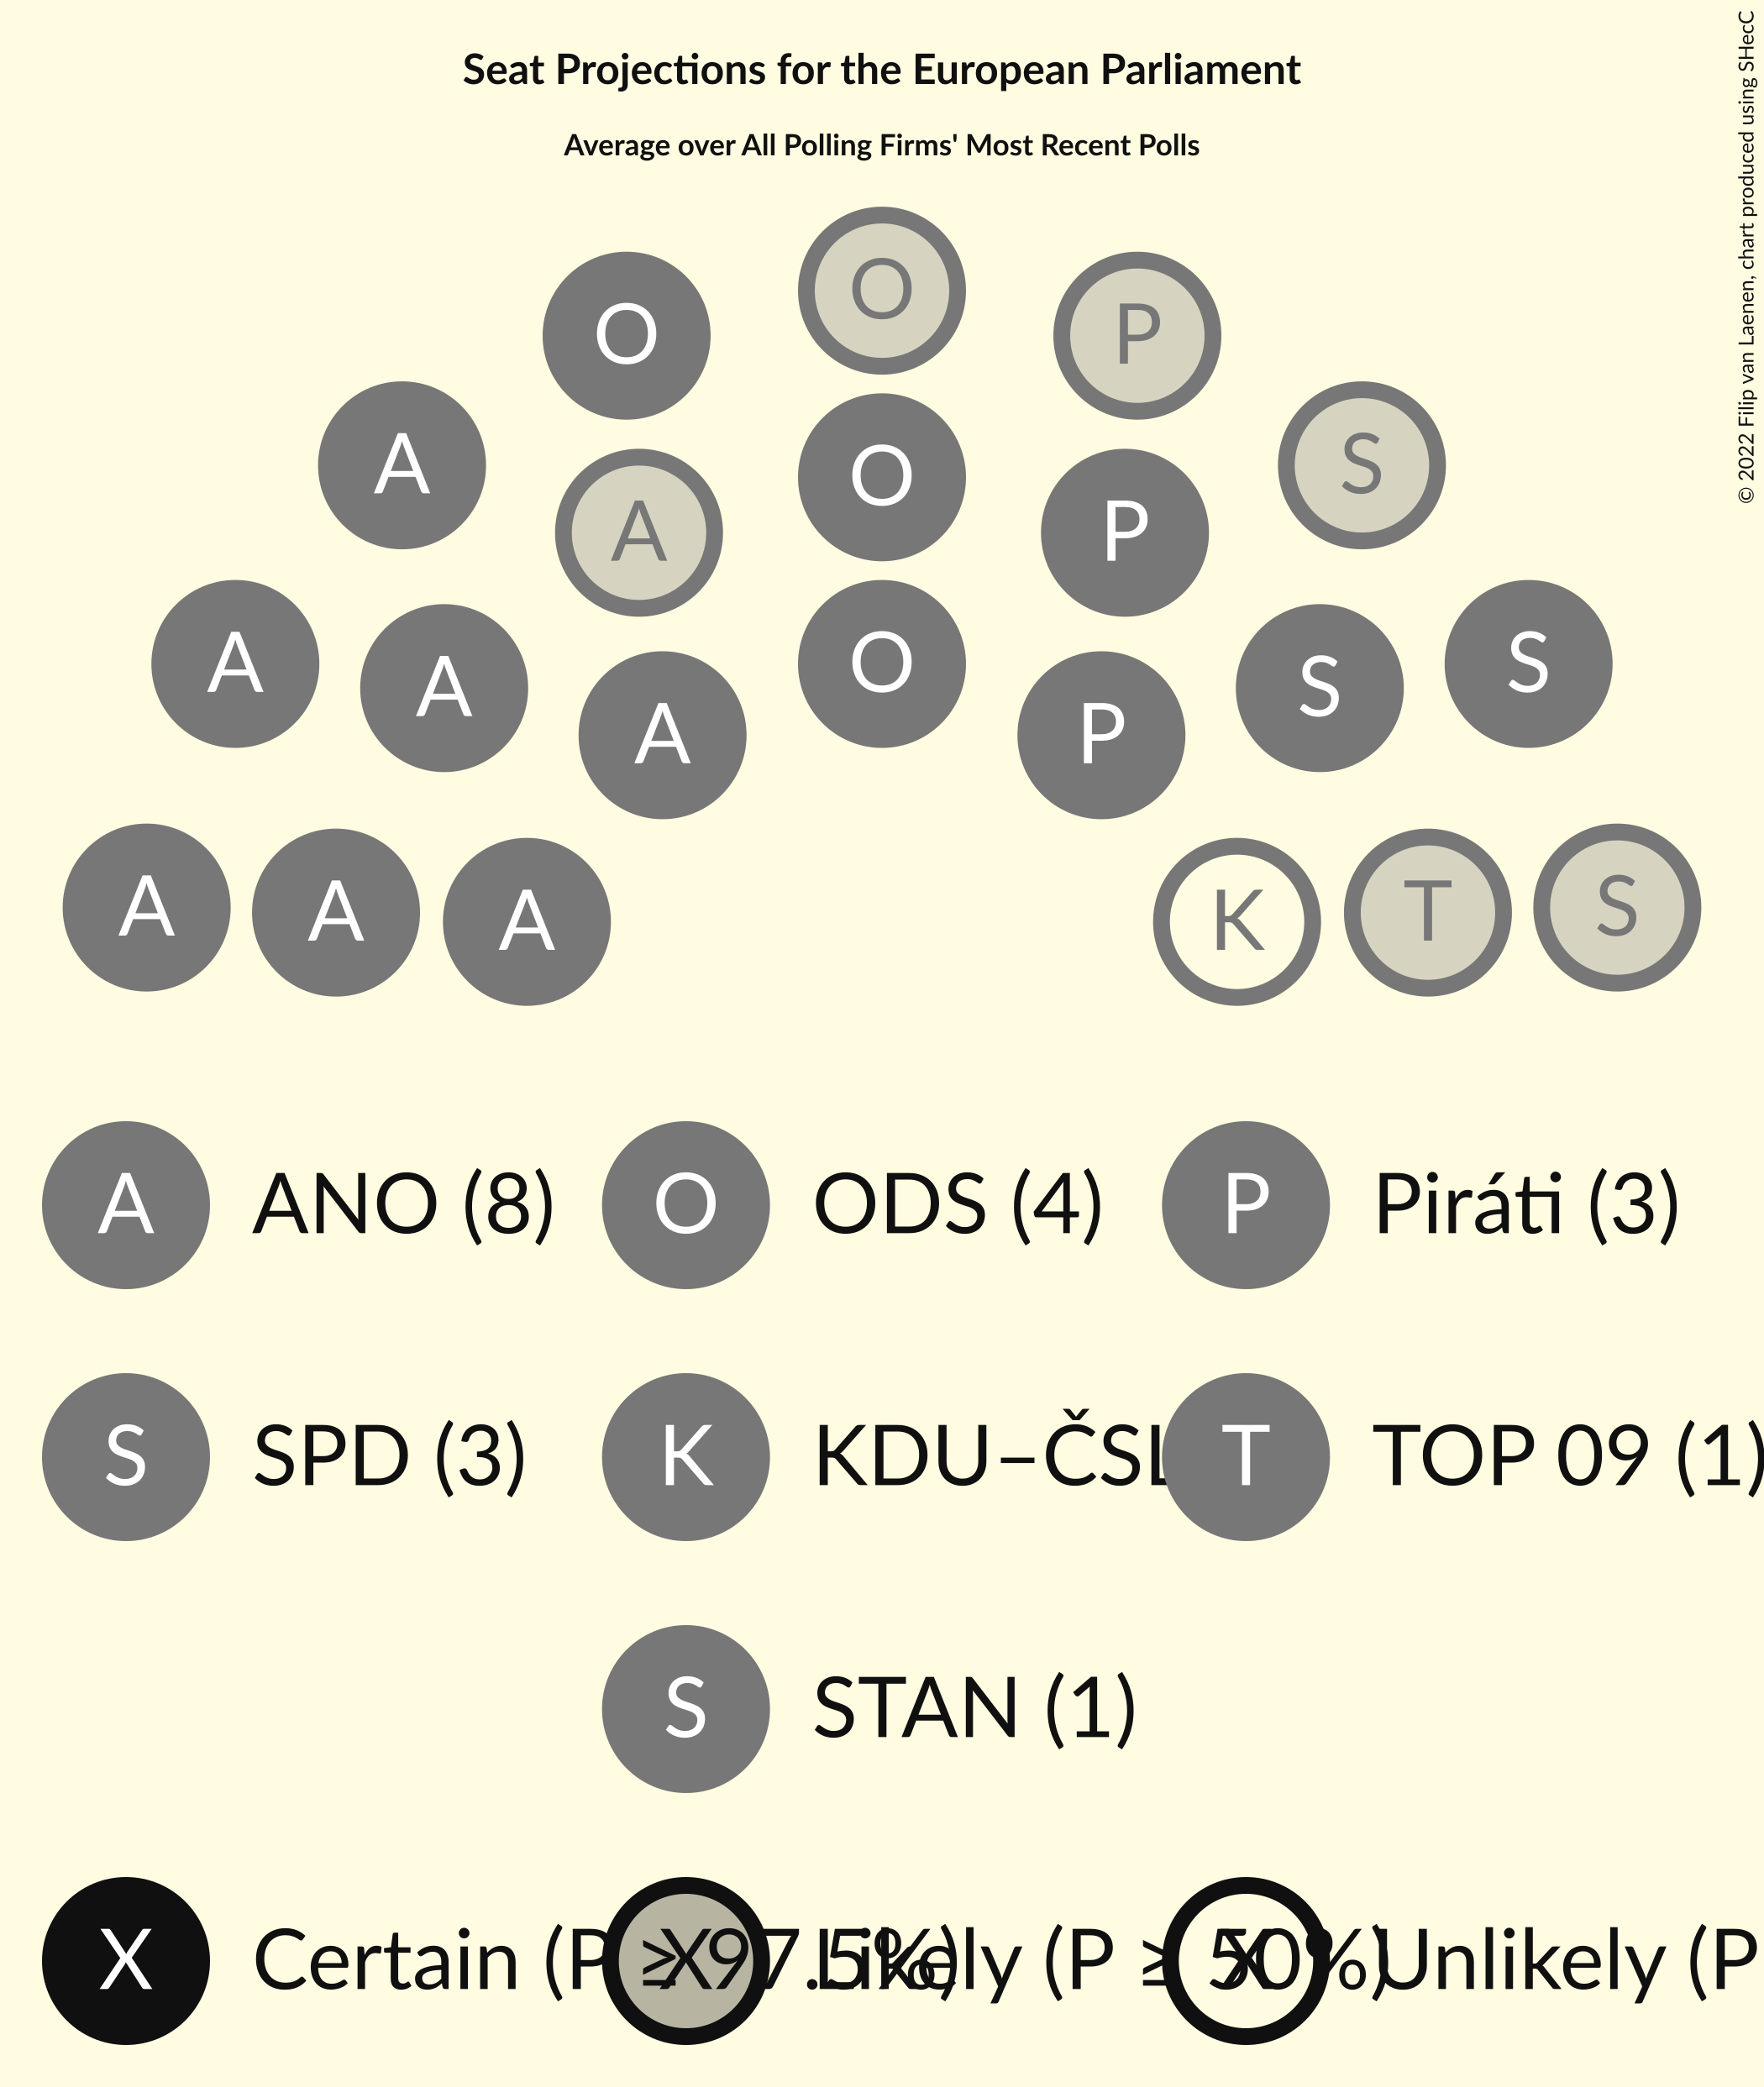 Seat Projections for the European Parliament
Average over All Polling Firms' Most Recent Polls
© 2022 Filip van Laenen, chart produced using SHecC
O
O
P
A
S
A
O
P
A
A
A
O
P
S
S
A
A
A
K
T
S
A ANO (8) O ODS (4) P Piráti (3)
S SPD (3) K KDU–ČSL T TOP 09 (1)
S STAN (1)
X Certain (P ≥ 97.5%) X Likely (P ≥ 50%) X Unlikely (P